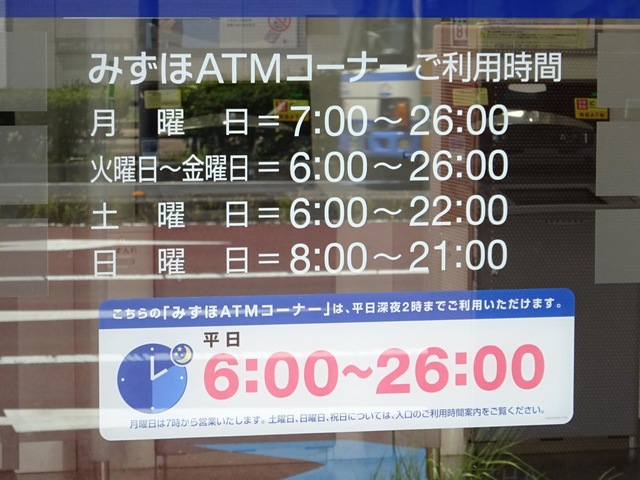 みずほATMコーナーご利用時間
月曜日=7:00～26:00
火曜日～金曜日=6:00～26:00
土曜日=6:00～22:00
日曜日=8:00～21:00
こちらの「みずほATMコーナー」は、平日深夜2時までご利用いただけます。
平日
6:00～26:00
月曜日は7時から営業いたします。土曜日、日曜日、祝日については、入口のご利用時間案内をご覧ください。